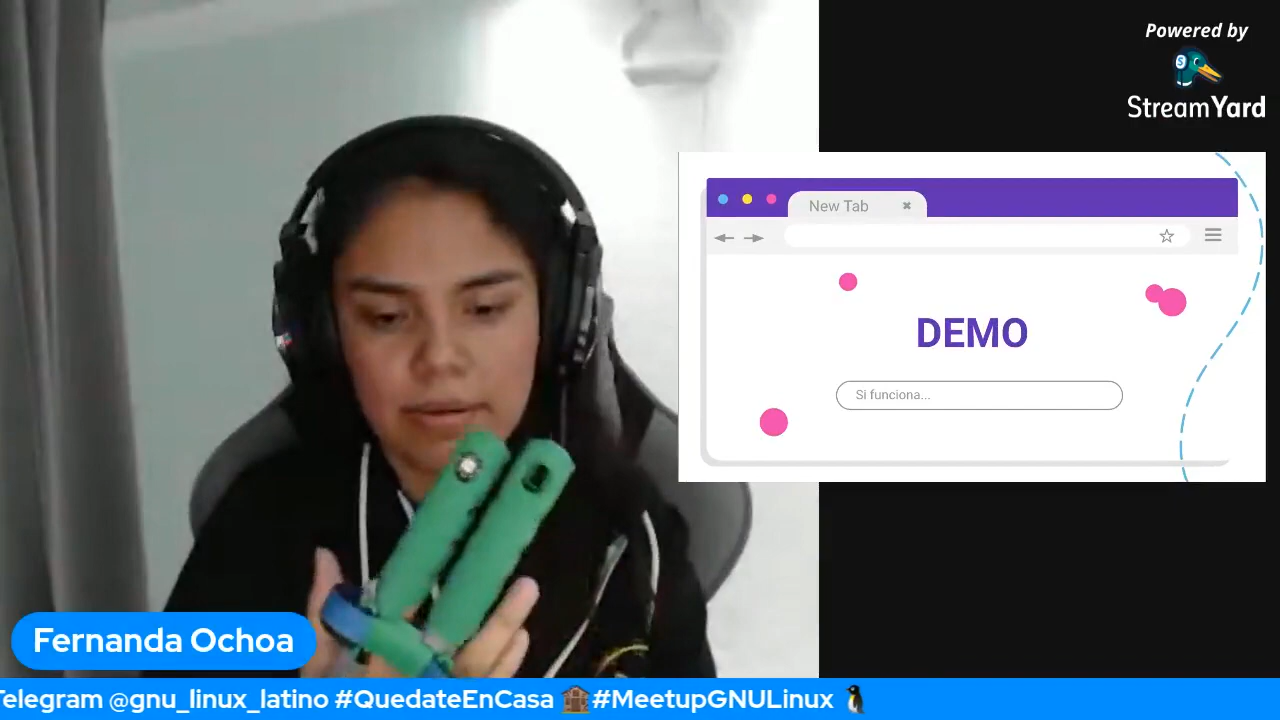 Powered by
StreamYard
New Tab
DEMO
Si funciona...
Fernanda Ochoa
Telegram @gnu_linux_latino #QuedateEnCasa 🏚#MeetupGNULinux 🐧